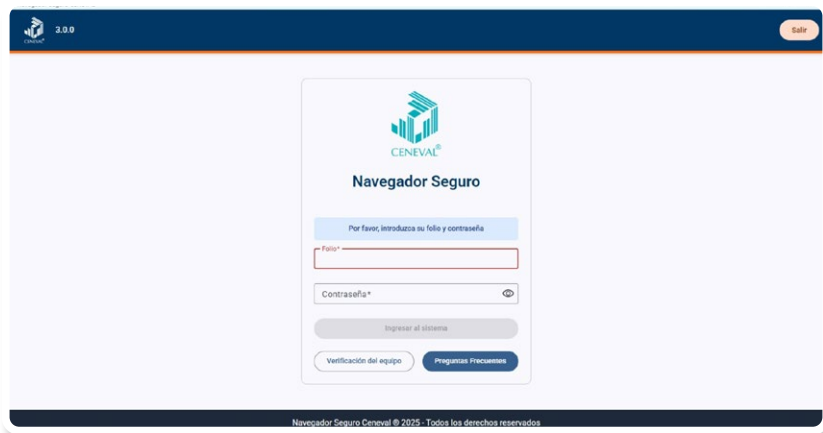 CENEVAL®
3.0.0
Salir
CENEVAL®
Navegador Seguro
Por favor, introduzca su folio y contraseña
Folio*
Contraseña*
Ingresar al sistema
Verificación del equipo
Preguntas Frecuentes
Navegador Seguro Ceneval ® 2025 - Todos los derechos reservados